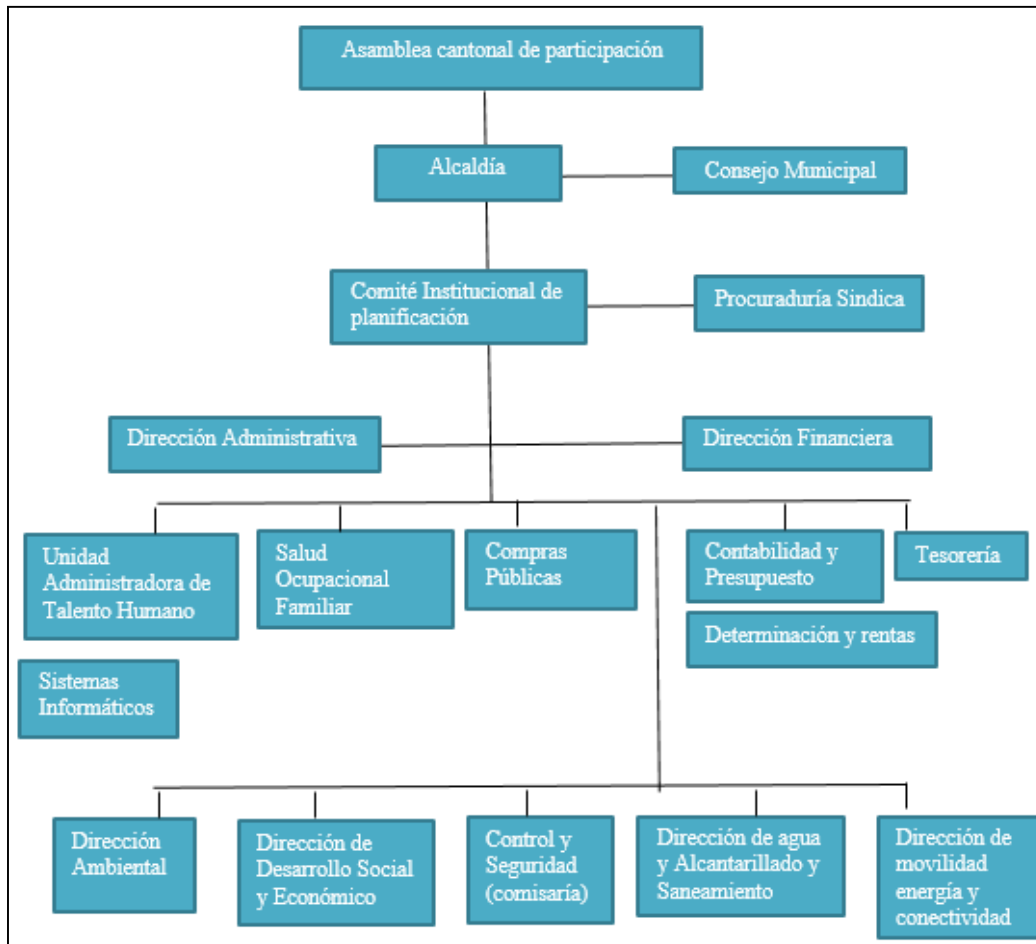 Asamblea cantonal de participación
Alcaldía
Consejo Municipal
Comité Institucional de
planificación
Procuraduría Sindica
Dirección Administrativa
Dirección Financiera
Unidad
Administradora de
Talento Humano
Salud
Ocupacional
Familiar
Compras
Públicas
Contabilidad y
Presupuesto
Tesorería
Determinación y rentas
Sistemas
Informáticos
Dirección
Ambiental
Dirección de
Desarrollo Social
y Económico
Control y
Seguridad
(comisaría)
Dirección de agua
y Alcantarillado y
Saneamiento
Dirección de
movilidad
energía y
conectividad